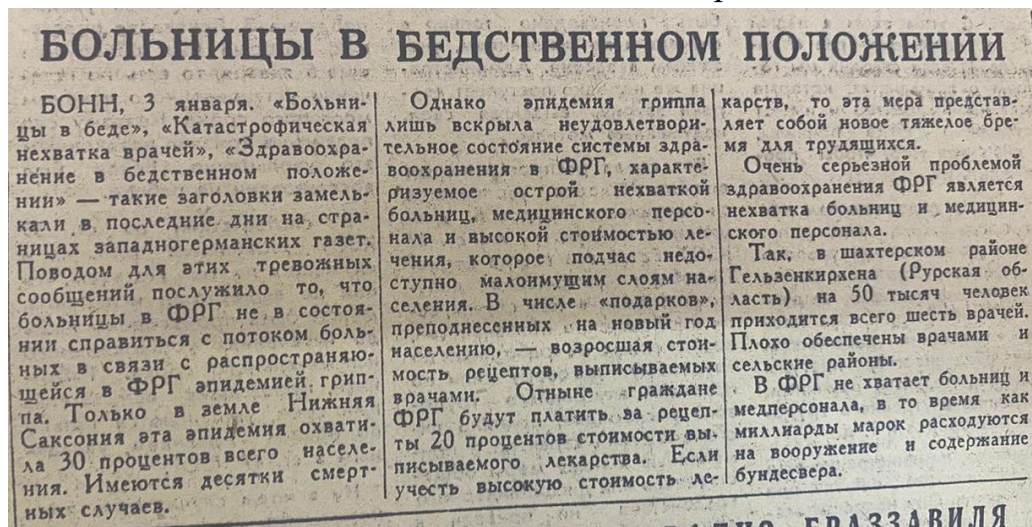 БОЛЬНИЦЫ В БЕДСТВЕННОМ ПОЛОЖЕНИИ
БОНН, 3 января. «Больни-
цы в беде», «Катастрофическая
нехватка врачей», «Здравоохра-
нение в бедственном положе-
нии» — такие заголовки замель-
кали в последние дни на стра-
ницах западногерманских газет.
Поводом для этих тревожных
сообщений послужило то, что
больницы в ФРГ не в состоя-
нии справиться с потоком боль-
ных в связи с распространяю-
щейся в ФРГ эпидемией грип-
па. Только в земле Нижняя
Саксония эта эпидемия охвати-
ла 30 процентов всего населе-
ния. Имеются десятки смерт-
ных случаев.
Однако эпидемия гриппа
лишь вскрыла неудовлетвори-
тельное состояние системы здра-
воохранения в ФРГ, характе-
ризуемое острой нехваткой
больниц, медицинского персо-
нала и высокой стоимостью ле-
чения, которое подчас недо-
ступно малоимущим слоям на-
селения. В числе «подарков»,
преподнесенных на новый год
населению, — возросшая стои-
мость рецептов, выписываемых
врачами. Отныне граждане
ФРГ будут платить за рецеп-
ты 20 процентов стоимости вы-
писываемого лекарства. Если
учесть высокую стоимость ле-
карств, то эта мера представ-
ляет собой новое тяжелое бре-
мя для трудящихся.
Очень серьезной проблемой
здравоохранения ФРГ является
нехватка больниц и медицин-
ского персонала.
Так, в шахтерском районе
Гельзенкирхена (Рурская об-
ласть) на 50 тысяч человек
приходится всего шесть врачей.
Плохо обеспечены врачами и
сельские районы.
В ФРГ не хватает больниц и
медперсонала, в то время как
миллиарды марок расходуются
на вооружение и содержание
бундесвера.
БРАЗЗАВИЛЯ